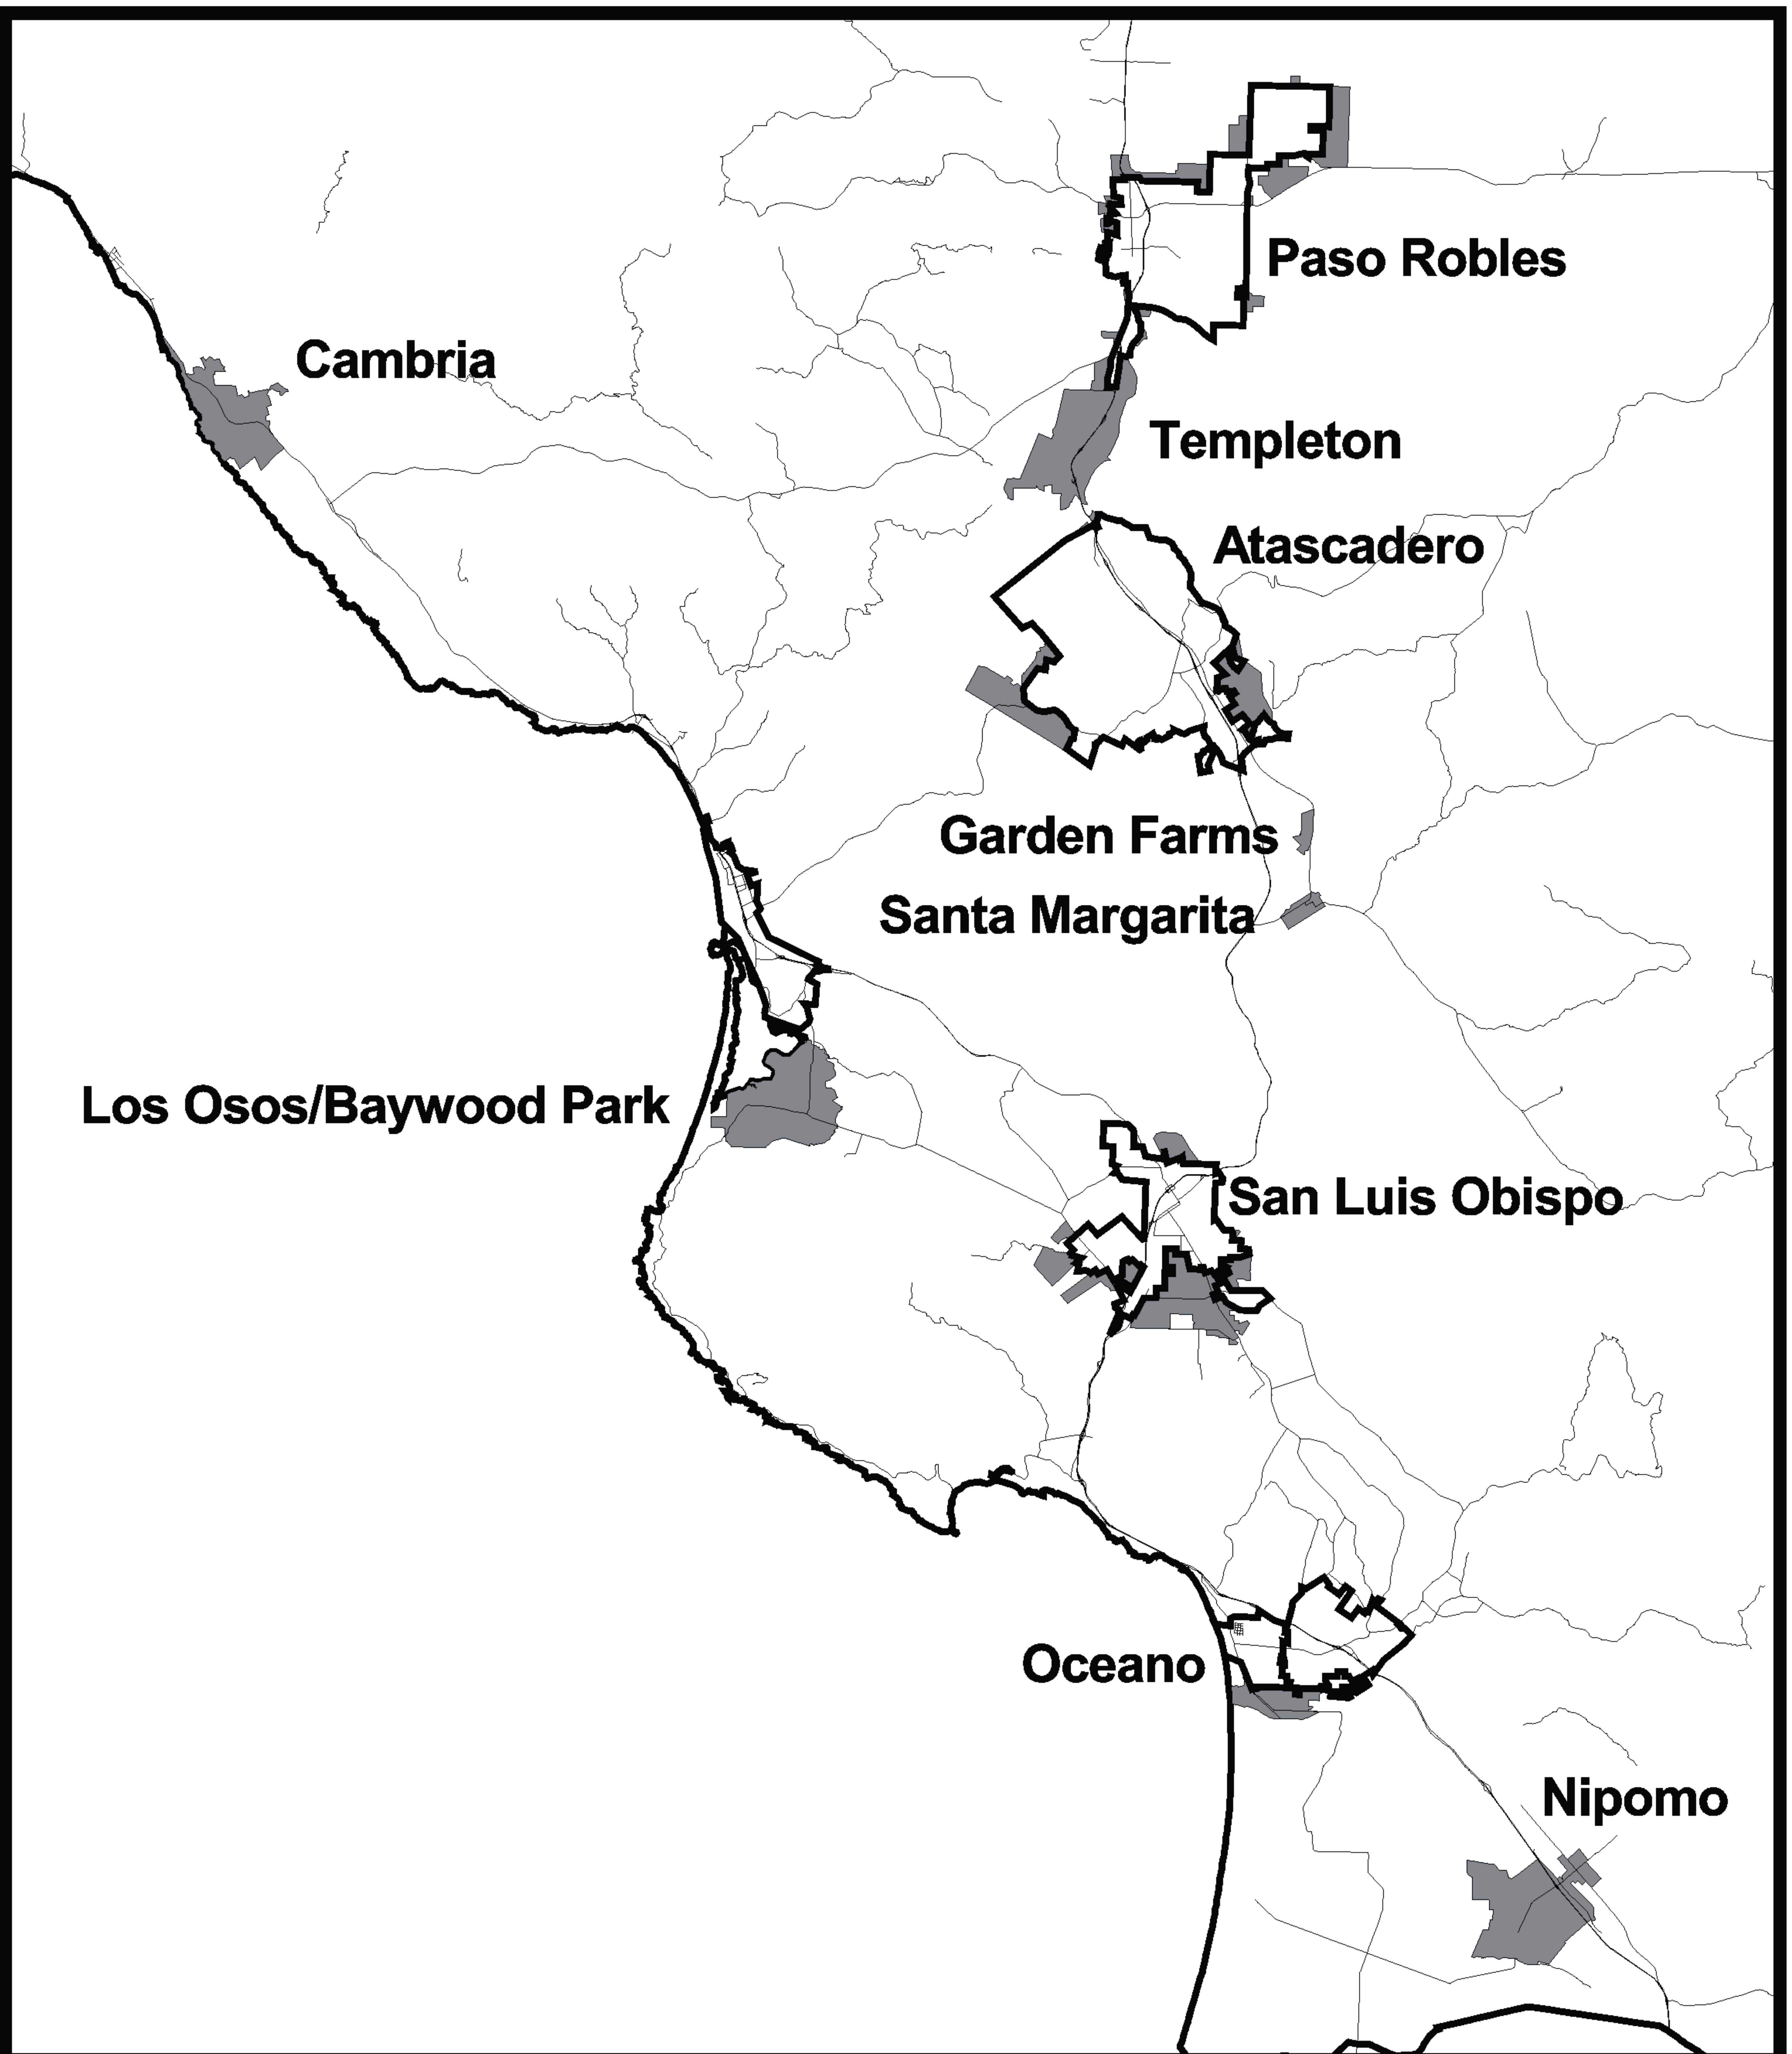 Paso Robles
Cambria
Templeton
Atascadero
Garden Farms
Santa Margarita
Los Osos/Baywood Park
San Luis Obispo
Oceano
Nipomo